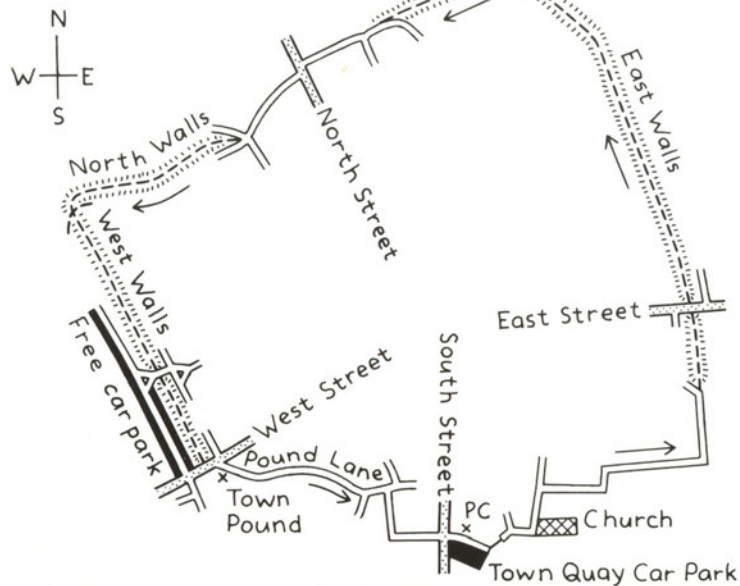 N
W E
S
North Walls
North Street
East Walls
West Walls
East Street
Free car park
West Street
South Street
Pound Lane
Town
Pound
PC
Church
Town Quay Car Park